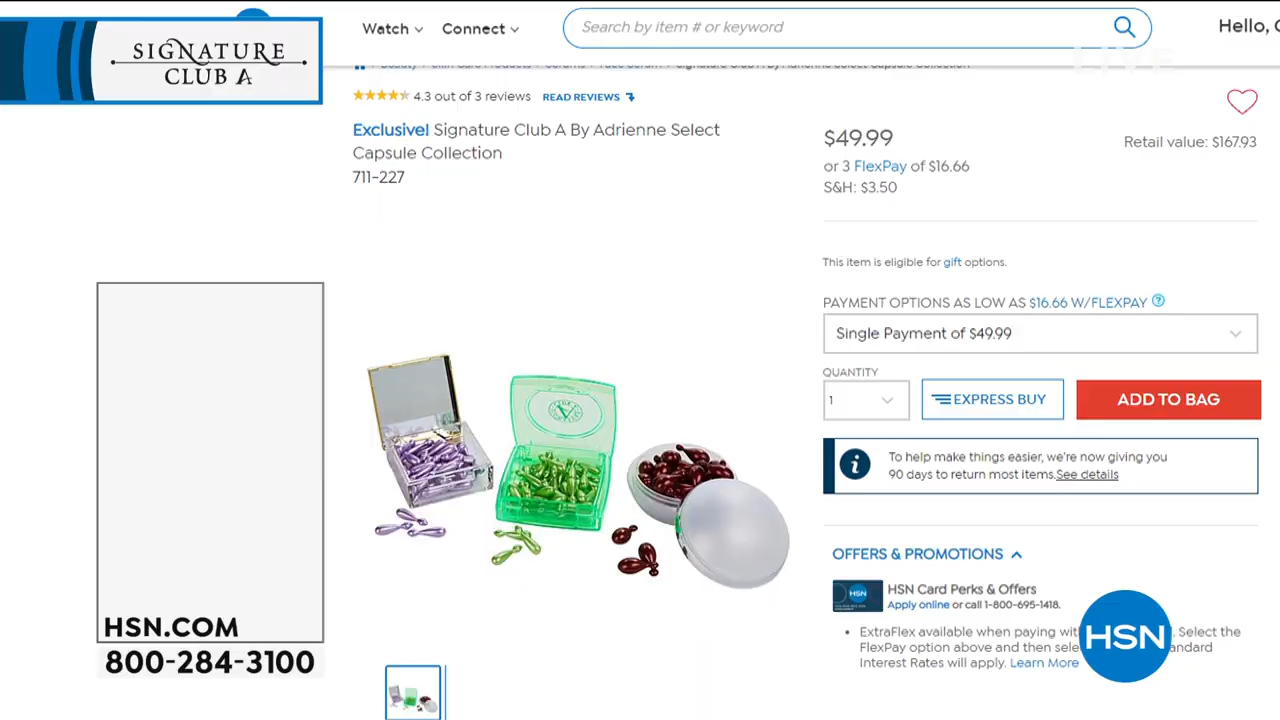 SIGNATURE
CLUB A
Watch
Connect
Search by item # or keyword
Hello,
LIVE
4.3 out of 3 reviews READ REVIEWS
Exclusive! Signature Club A By Adrienne Select
Capsule Collection
711-227
$49.99
Retail value: $167.93
or 3 FlexPay of $16.66
S&H: $3.50
This item is eligible for gift options.
PAYMENT OPTIONS AS LOW AS $16.66 W/FLEXPAY ?
Single Payment of $49.99
QUANTITY
1
EXPRESS BUY
ADD TO BAG
i
To help make things easier, we're now giving you
90 days to return most items.See details
OFFERS & PROMOTIONS
HSN
HSN Card Perks & Offers
Apply online or call 1-800-695-1418.
• ExtraFlex available when paying . Select the
FlexPay option above and then
Interest Rates will apply. Learn More
HSN
HSN.COM
800-284-3100